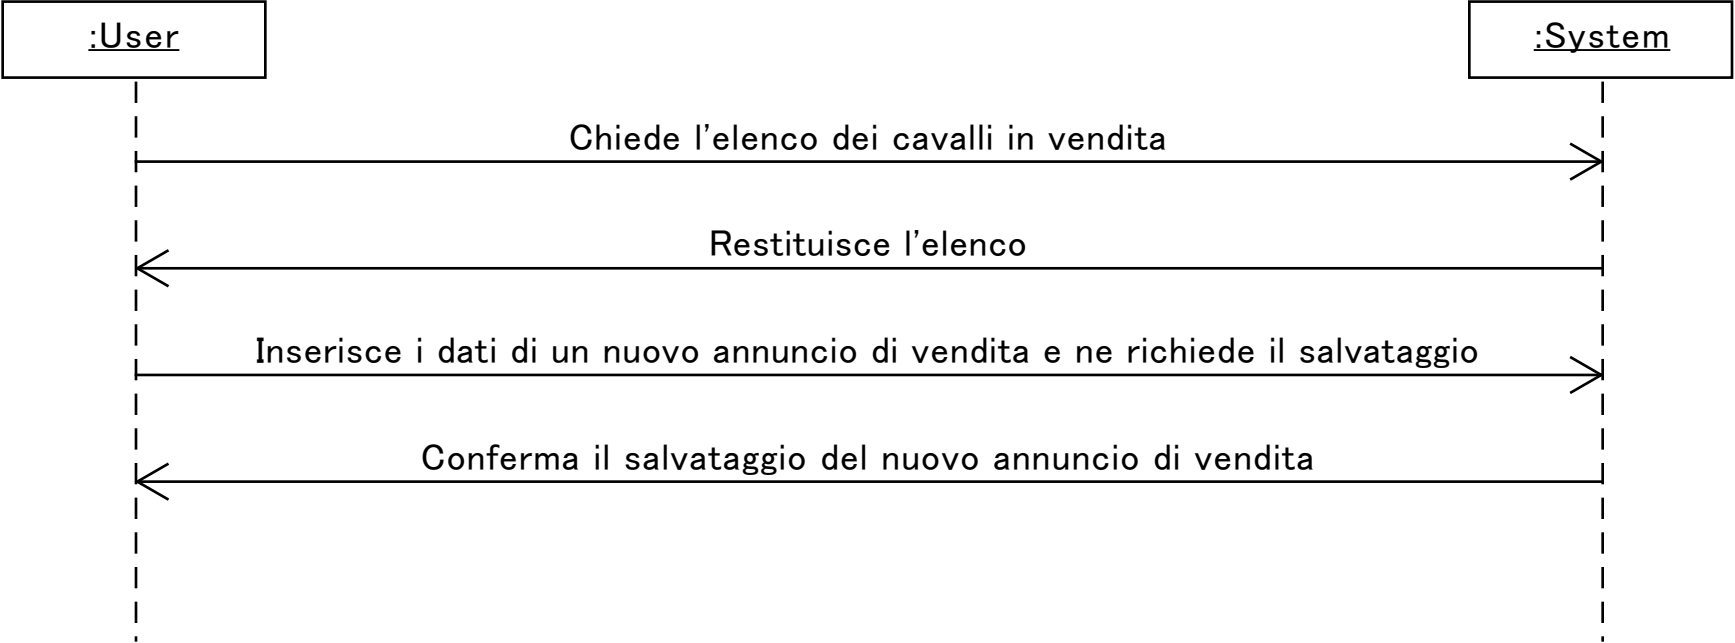 :User
:System
Chiede l'elenco dei cavalli in vendita
Restituisce l'elenco
Inserisce i dati di un nuovo annuncio di vendita e ne richiede il salvataggio
Conferma il salvataggio del nuovo annuncio di vendita